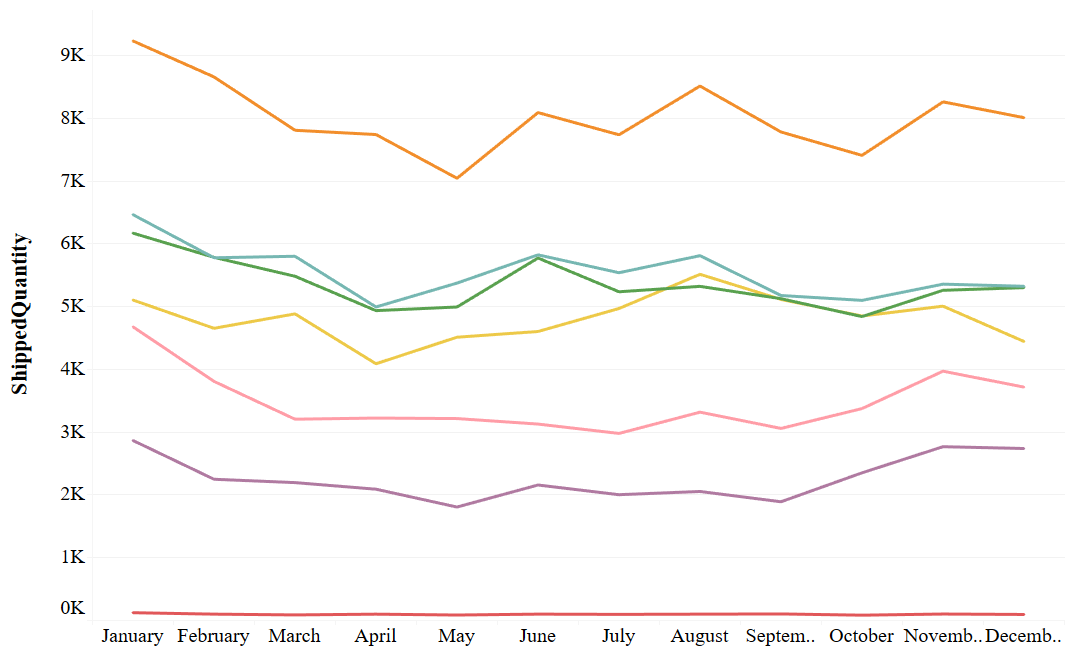 9K
8K
7K
6K
5K
4K
3K
2K
1K
0K
ShippedQuantity
January February March April May June July August Septem.. October Novemb.. Decemb..